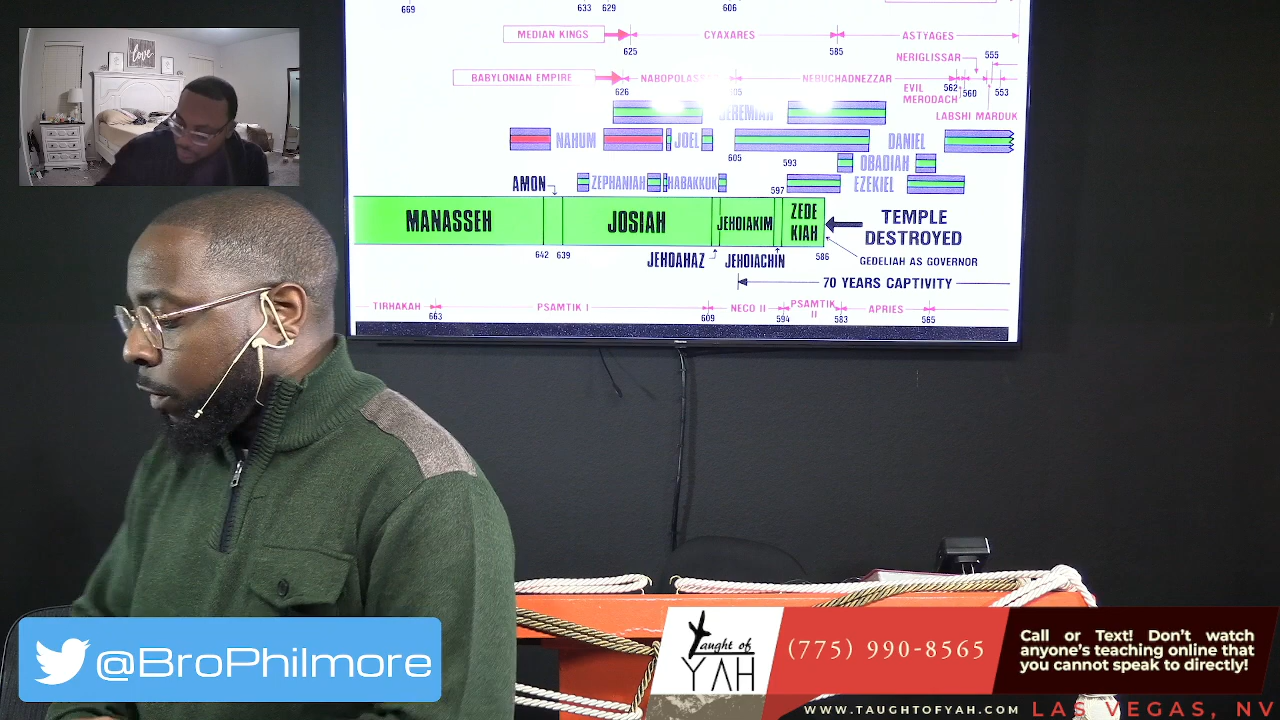 669
633
629
606
MEDIAN KINGS
CYAXARES
ASTYAGES
625
585
NERIGLISSAR
555
BABYLONIAN EMPIRE
NEBUCHADNEZZAR
626
EVIL
MERODACH
562
560
553
LABSHI MARDUK
JEREMIAH
NAHUM
JOEL
DANIEL
605
593
OBADIAH
AMON
ZEPHANIAH
HABAKKUK
597
EZEKIEL
MANASSEH
JOSIAH
JEHOIAKIM
ZEDE
KIAH
TEMPLE
DESTROYED
642
639
JEHOAHAZ
JEHOIACHIN
586
GEDELIAH AS GOVERNOR
70 YEARS CAPTIVITY
TIRHAKAH
PSAMTIK I
NECO II
PSAMTIK
II
APRIES
663
609
594
583
565
love
@BroPhilmore
Taught of
YAH
(775) 990-8565
Call or Text! Don't watch
anyone's teaching online that
you cannot speak to directly!
WWW.TAUGHTOFYAH.COM
LAS VEGAS, NV